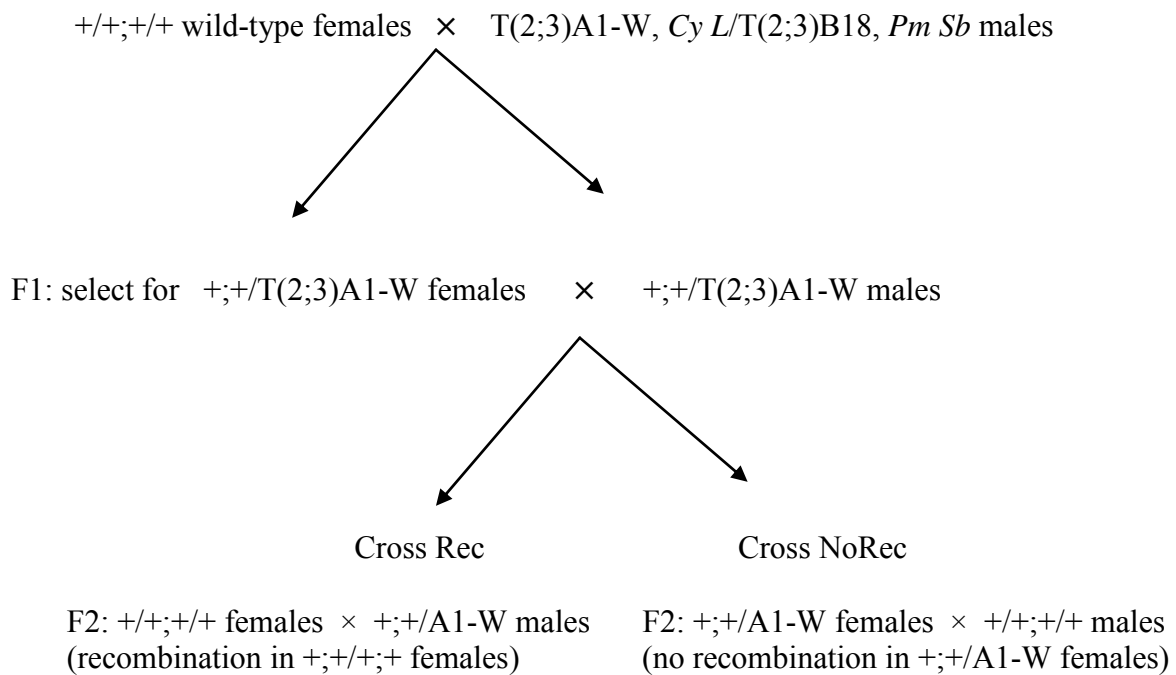 +/+;+/+ wild-type females × T(2;3)A1-W, Cy L/T(2;3)B18, Pm Sb males
F1: select for +;+/T(2;3)A1-W females × +;+/T(2;3)A1-W males
Cross Rec Cross NoRec
F2: +/+;+/+ females × +;+/A1-W males F2: +;+/A1-W females × +/+;+/+ males
(recombination in +;+/+;+ females) (no recombination in +;+/A1-W females)